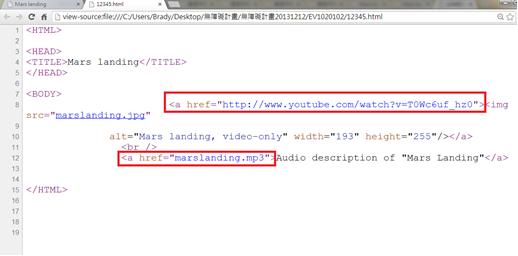 Mars landing
12345.html
view-source:file:///C:/Users/Brady/Desktop/無障礙計畫/無障礙計畫20131212/EV1020102/12345.html
1 <HTML>
2
3 <HEAD>
4 <TITLE>Mars landing</TITLE>
5 </HEAD>
6
7 <BODY>
8 <a href="http://www.youtube.com/watch?v=T0Wc6uf_hz0"><img
src="marslanding.jpg"
9
10 alt="Mars landing, video-only" width="193" height="255"/></a>
11 <br />
12 <a href="marslanding.mp3">Audio description of "Mars Landing"</a>
13
14
15 </HTML>
16
17
18
19